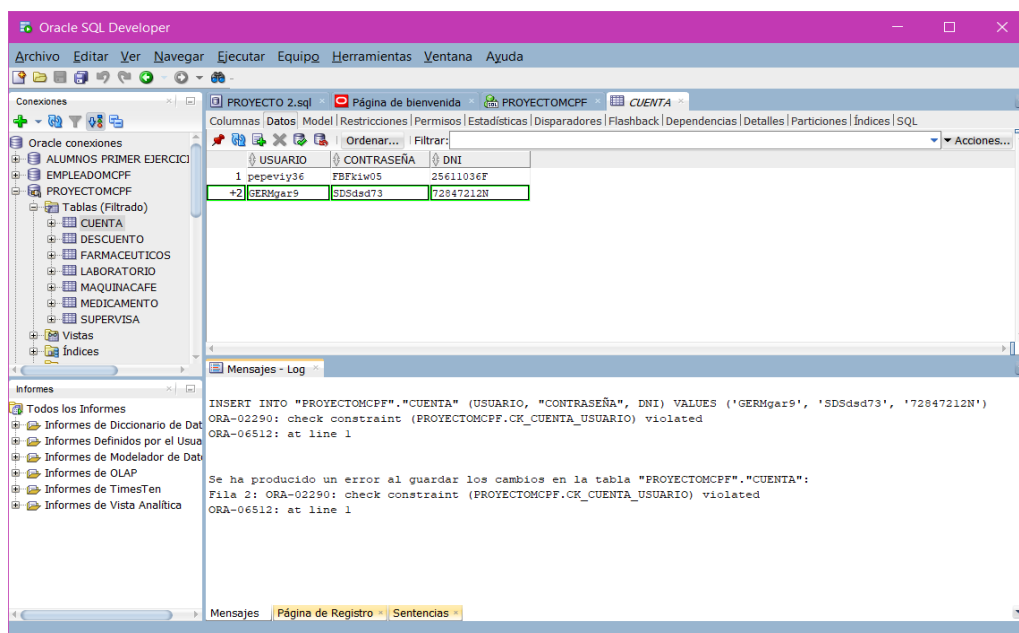 Oracle SQL Developer
Archivo Editar Ver Navegar Ejecutar Equipo Herramientas Ventana Ayuda
Conexiones
Oracle conexiones
ALUMNOS PRIMER EJERCICI
EMPLEADOMCPF
PROYECTOMCPF
Tablas (Filtrado)
CUENTA
DESCUENTO
FARMACEUTICOS
LABORATORIO
MAQUINACAFE
MEDICAMENTO
SUPERVISA
Vistas
Índices
Informes
Todos los Informes
Informes de Diccionario de Dat
Informes Definidos por el Usua
Informes de Modelador de Dat
Informes de OLAP
Informes de TimesTen
Informes de Vista Analítica
PROYECTO 2.sql Página de bienvenida PROYECTOMCPF CUENTA
Columnas Datos Model Restricciones Permisos Estadísticas Disparadores Flashback Dependencias Detalles Particiones Índices SQL
Ordenar... Filtrar: Acciones...
USUARIO CONTRASEÑA DNI
1 pepeviy36 FBFkiw05 25611036F
+2 GERMgar9 SDSdsd73 72847212N
Mensajes - Log
INSERT INTO "PROYECTOMCPF"."CUENTA" (USUARIO, "CONTRASEÑA", DNI) VALUES ('GERMgar9', 'SDSdsd73', '72847212N')
ORA-02290: check constraint (PROYECTOMCPF.CK_CUENTA_USUARIO) violated
ORA-06512: at line 1
Se ha producido un error al guardar los cambios en la tabla "PROYECTOMCPF"."CUENTA":
Fila 2: ORA-02290: check constraint (PROYECTOMCPF.CK_CUENTA_USUARIO) violated
ORA-06512: at line 1
Mensajes Página de Registro Sentencias